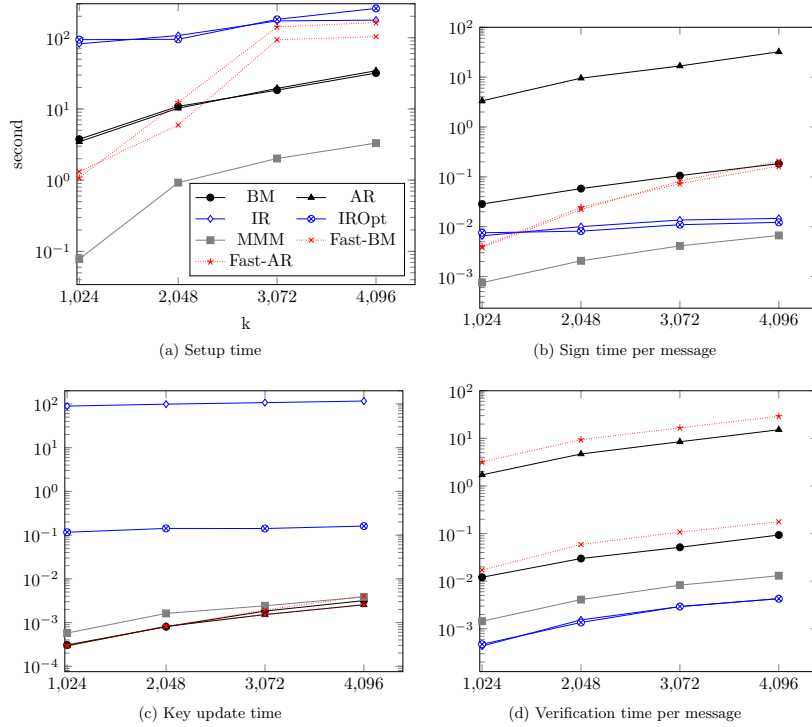 10^2
10^1
10^0
10^−1
second
BM
AR
IR
IROpt
MMM
Fast-BM
Fast-AR
1,024
2,048
3,072
4,096
k
(a) Setup time
10^1
10^0
10^−1
10^−2
10^−3
1,024
2,048
3,072
4,096
(b) Sign time per message
10^2
10^1
10^0
10^−1
10^−2
10^−3
10^−4
1,024
2,048
3,072
4,096
(c) Key update time
10^1
10^0
10^−1
10^−2
10^−3
1,024
2,048
3,072
4,096
(d) Verification time per message